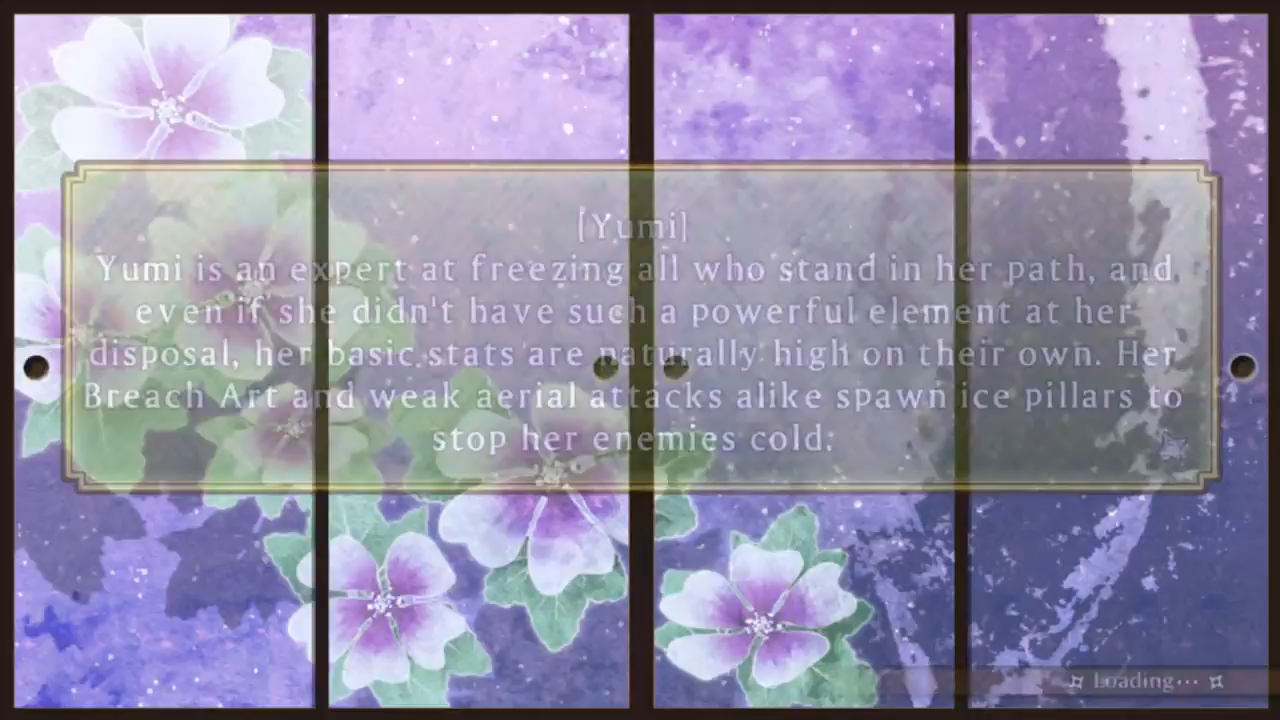 [Yumi]
Yumi is an expert at freezing all who stand in her path, and
even if she didn't have such a powerful element at her
disposal, her basic stats are naturally high on their own. Her
Breach Art and weak aerial attacks alike spawn ice pillars to
stop her enemies cold.
Loading...